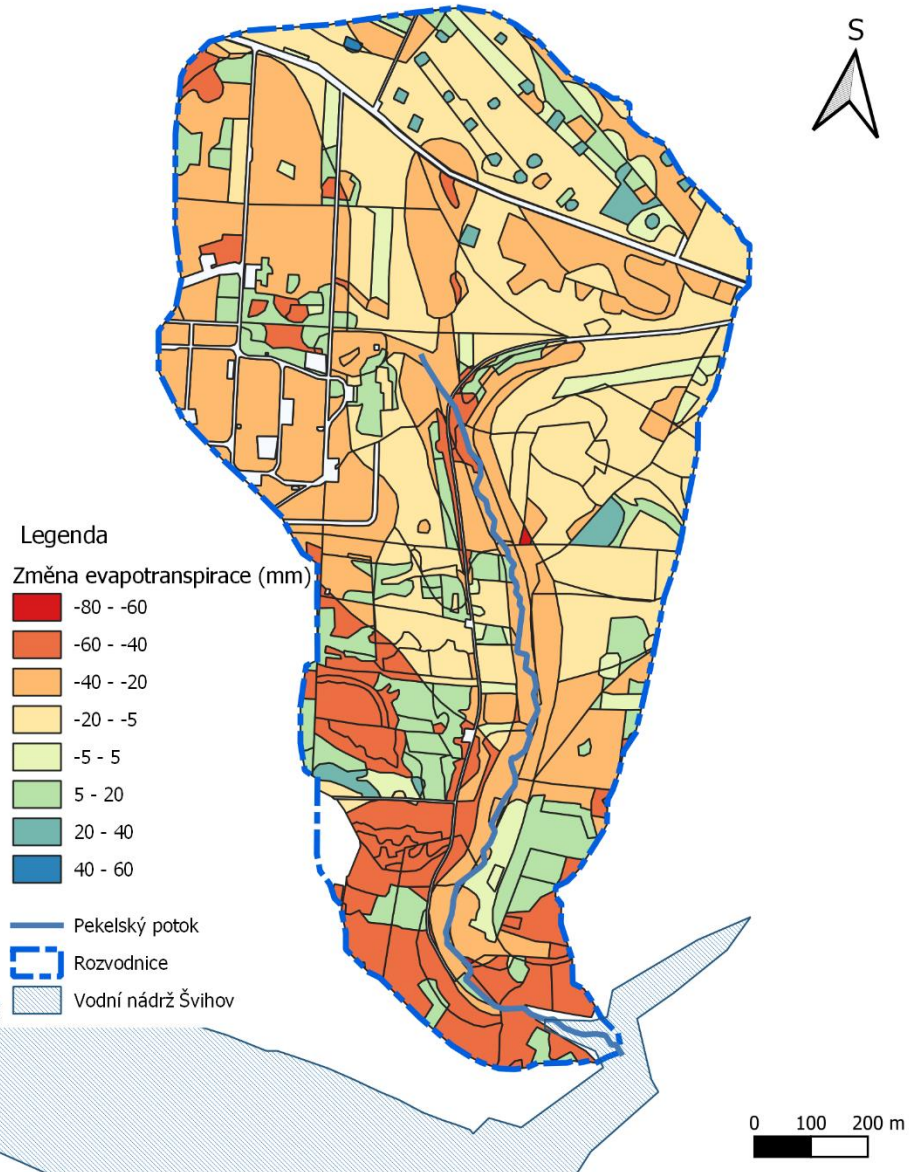 S
Legenda
Změna evapotranspirace (mm)
-80 - -60
-60 - -40
-40 - -20
-20 - -5
-5 - 5
5 - 20
20 - 40
40 - 60
Pekelský potok
Rozvodnice
Vodní nádrž Švihov
0 100 200 m